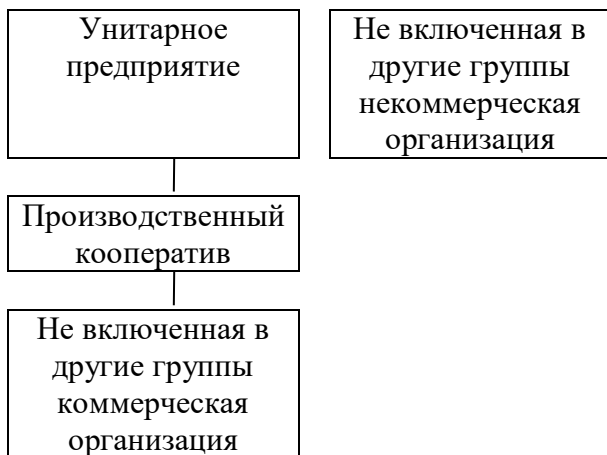 Унитарное
предприятие
Не включенная в
другие группы
некоммерческая
организация
Производственный
кооператив
Не включенная в
другие группы
коммерческая
организация